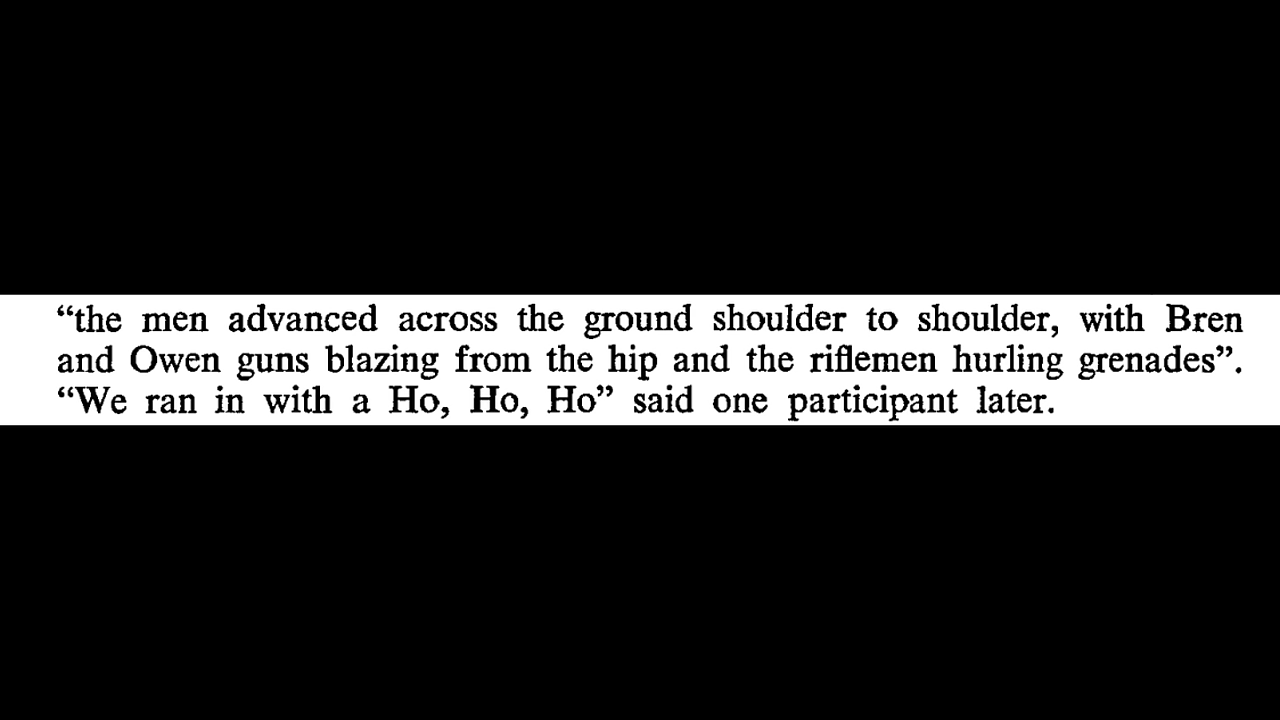 “the men advanced across the ground shoulder to shoulder, with Bren
and Owen guns blazing from the hip and the riflemen hurling grenades”.
“We ran in with a Ho, Ho, Ho” said one participant later.